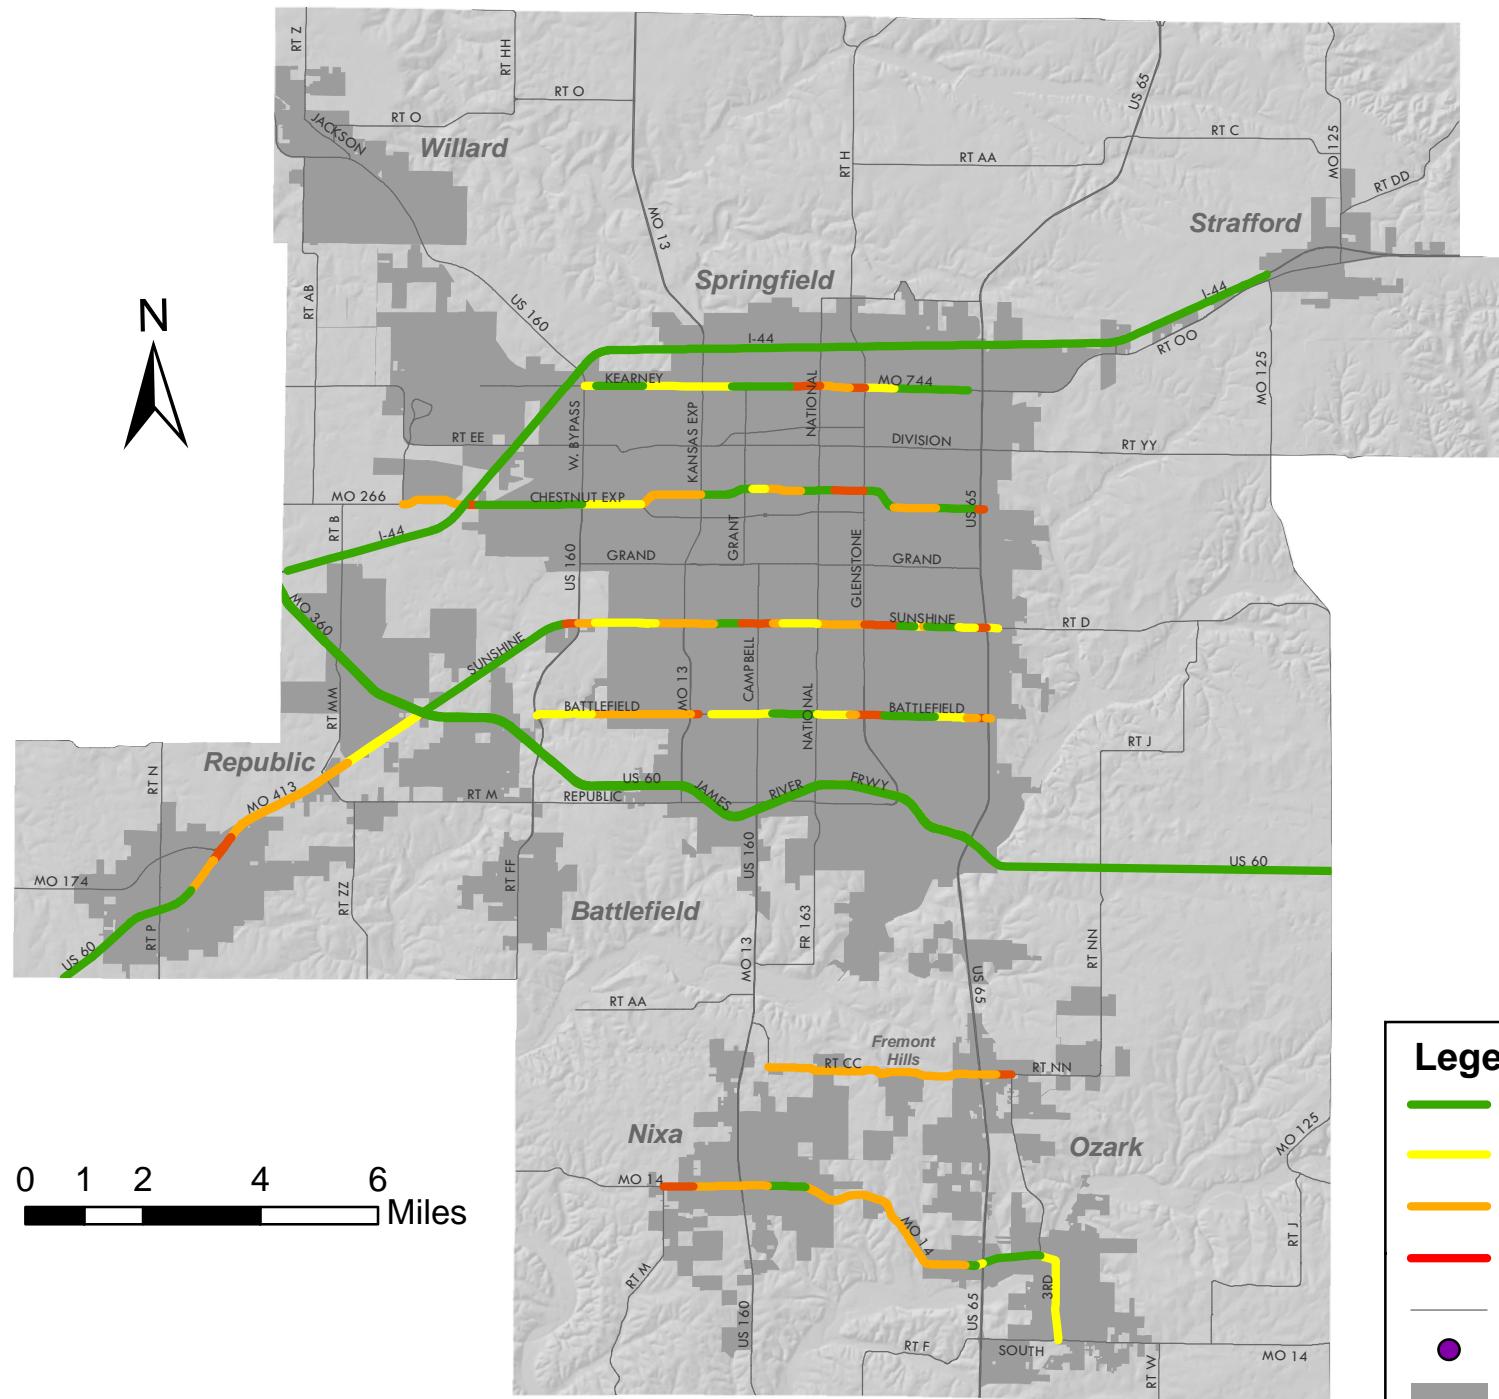 RT Z
RT HH
RT O
RT O
JACKSON
Willard
MO 13
RT H
US 65
RT AA
RT C
MO 125
RT DD
Strafford
Springfield
N
RT AB
US 160
I-44
I-44
RT OO
MO 125
KEARNEY
MO 744
NATIONAL
W. BYPASS
KANSAS EXP
RT EE
DIVISION
RT YY
MO 266
CHESTNUT EXP
US 65
RT B
I-44
GRANT
GRAND
GRAND
US 160
GLENSTONE
MO 360
SUNSHINE
RT D
SUNSHINE
MO 13
CAMPBELL
RT MM
BATTLEFIELD
NATIONAL
BATTLEFIELD
RT J
Republic
RT N
MO 413
RT M
US 60
REPUBLIC
JAMES
RIVER
FRWY
US 160
US 60
MO 174
RT ZZ
RT FF
Battlefield
FR 163
RT P
US 60
MO 13
RT NN
US 65
RT AA
Fremont
Hills
RT CC
RT NN
Lege
Nixa
Ozark
MO 125
0 1 2 4 6
Miles
MO 14
MO 14
RT J
RT M
3RD
US 160
US 65
RT F
SOUTH
RT W
MO 14